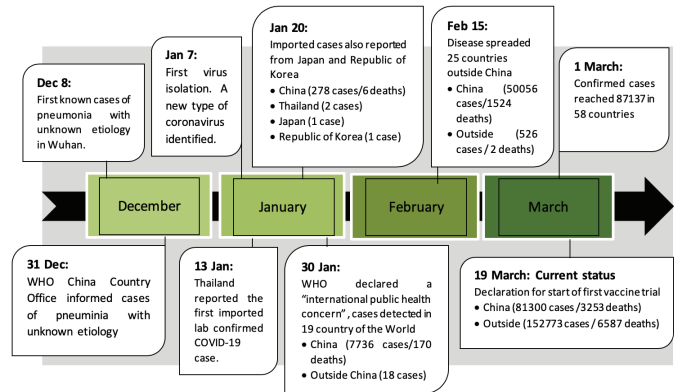 Dec 8:
First known cases of
pneumonia with
unknown etiology
in Wuhan.
Jan 7:
First virus
isolation. A
new type of
coronavirus
identified.
Jan 20:
Imported cases also reported
from Japan and Republic of
Korea
• China (278 cases/6 deaths)
• Thailand (2 cases)
• Japan (1 case)
• Republic of Korea (1 case)
Feb 15:
Disease spreaded
25 countries
outside China
• China (50056
cases/1524
deaths)
• Outside (526
cases / 2 deaths)
1 March:
Confirmed cases
reached 87137 in
58 countries
December
January
February
March
31 Dec:
WHO China Country
Office informed cases
of pneuminia with
unknown etiology
13 Jan:
Thailand
reported the
first imported
lab confirmed
COVID-19
case.
30 Jan:
WHO declared a
"international public health
concern", cases detected in
19 country of the World
• China (7736 cases/170
deaths)
• Outside China (18 cases)
19 March: Current status
Declaration for start of first vaccine trial
• China (81300 cases /3253 deaths)
• Outside (152773 cases / 6587 deaths)